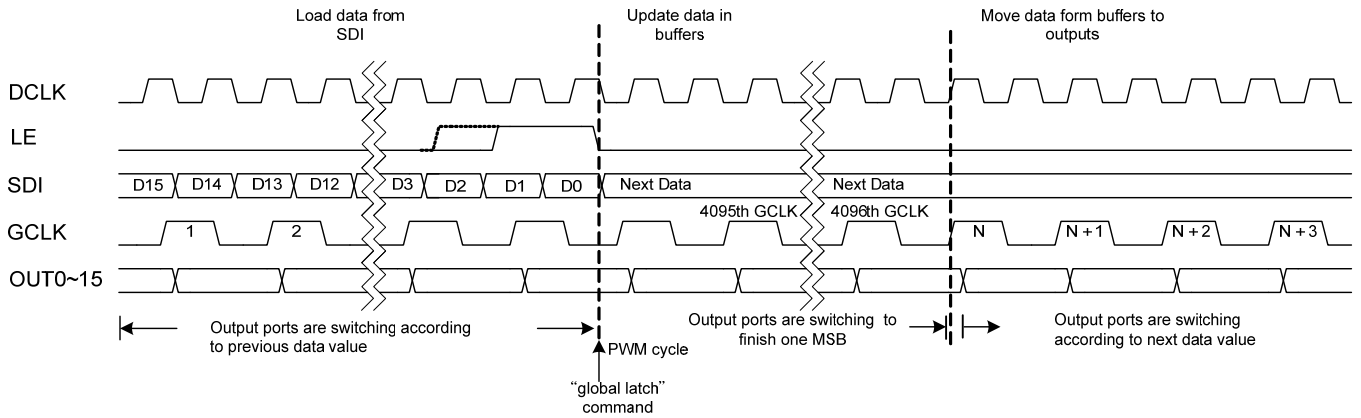 Load data from
SDI
Update data in
buffers
Move data form buffers to
outputs
DCLK
LE
SDI
D15 D14 D13 D12 D3 D2 D1 D0 Next Data Next Data
4095th GCLK 4096th GCLK
GCLK
1 2 N N + 1 N + 2 N + 3
OUT0~15
Output ports are switching according
to previous data value
Output ports are switching to
finish one MSB
Output ports are switching
according to next data value
PWM cycle
“global latch”
command